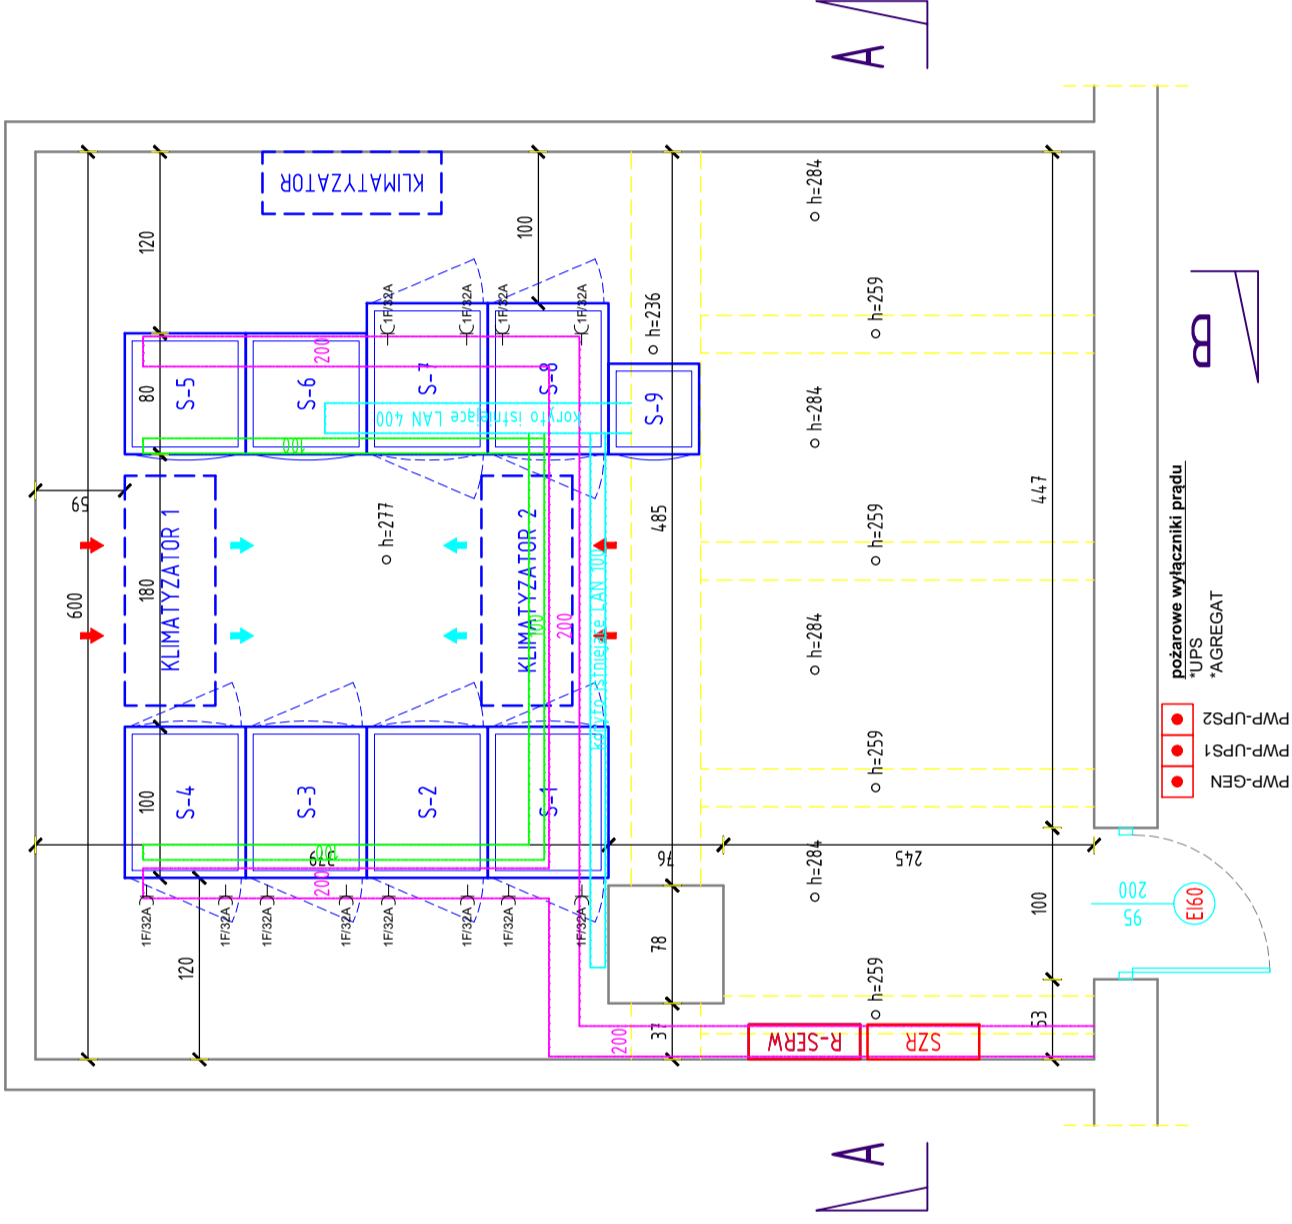 A
A
B
KLIMATYZATOR
120
100
S-5
S-6
S-7
S-8
S-9
80
200
100
1F/32A
1F/32A
1F/32A
1F/32A
koryto istniejące LAN 400
h=236
h=284
h=259
h=284
h=259
h=284
h=259
h=284
h=259
h=277
59
600
180
485
447
KLIMATYZATOR 1
KLIMATYZATOR 2
100
200
koryto istniejące LAN 100
S-4
S-3
S-2
S-1
100
100
379
200
76
245
1F/32A
1F/32A
1F/32A
1F/32A
1F/32A
1F/32A
1F/32A
1F/32A
120
78
37
200
100
53
R-SERW
SZR
95
200
EI60
pożarowe wyłączniki prądu
*UPS
*AGREGAT
PWP-UPS2
PWP-UPS1
PWP-GEN